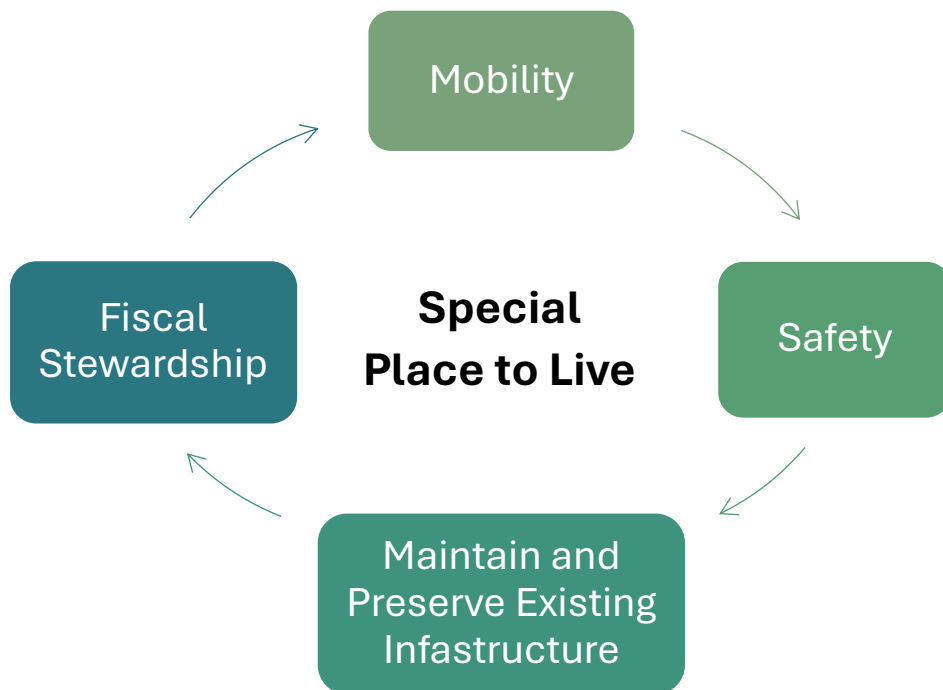 Mobility
Fiscal
Stewardship
Special
Place to Live
Safety
Maintain and
Preserve Existing
Infastructure